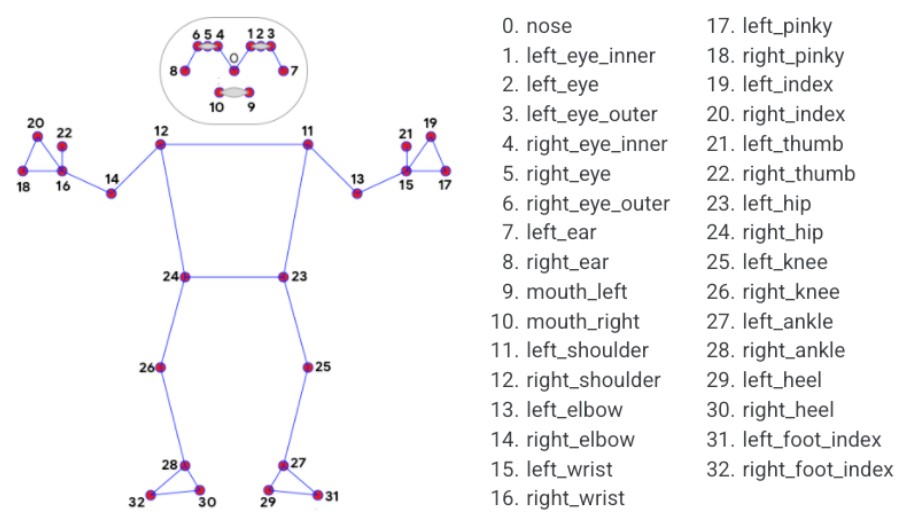 6 5 4 1 2 3
0
8 7
10 9
20 22 12 11 21 19
18 16 14 13 15 17
24 23
26 25
28 27
32 30 29 31
0. nose
1. left_eye_inner
2. left_eye
3. left_eye_outer
4. right_eye_inner
5. right_eye
6. right_eye_outer
7. left_ear
8. right_ear
9. mouth_left
10. mouth_right
11. left_shoulder
12. right_shoulder
13. left_elbow
14. right_elbow
15. left_wrist
16. right_wrist
17. left_pinky
18. right_pinky
19. left_index
20. right_index
21. left_thumb
22. right_thumb
23. left_hip
24. right_hip
25. left_knee
26. right_knee
27. left_ankle
28. right_ankle
29. left_heel
30. right_heel
31. left_foot_index
32. right_foot_index